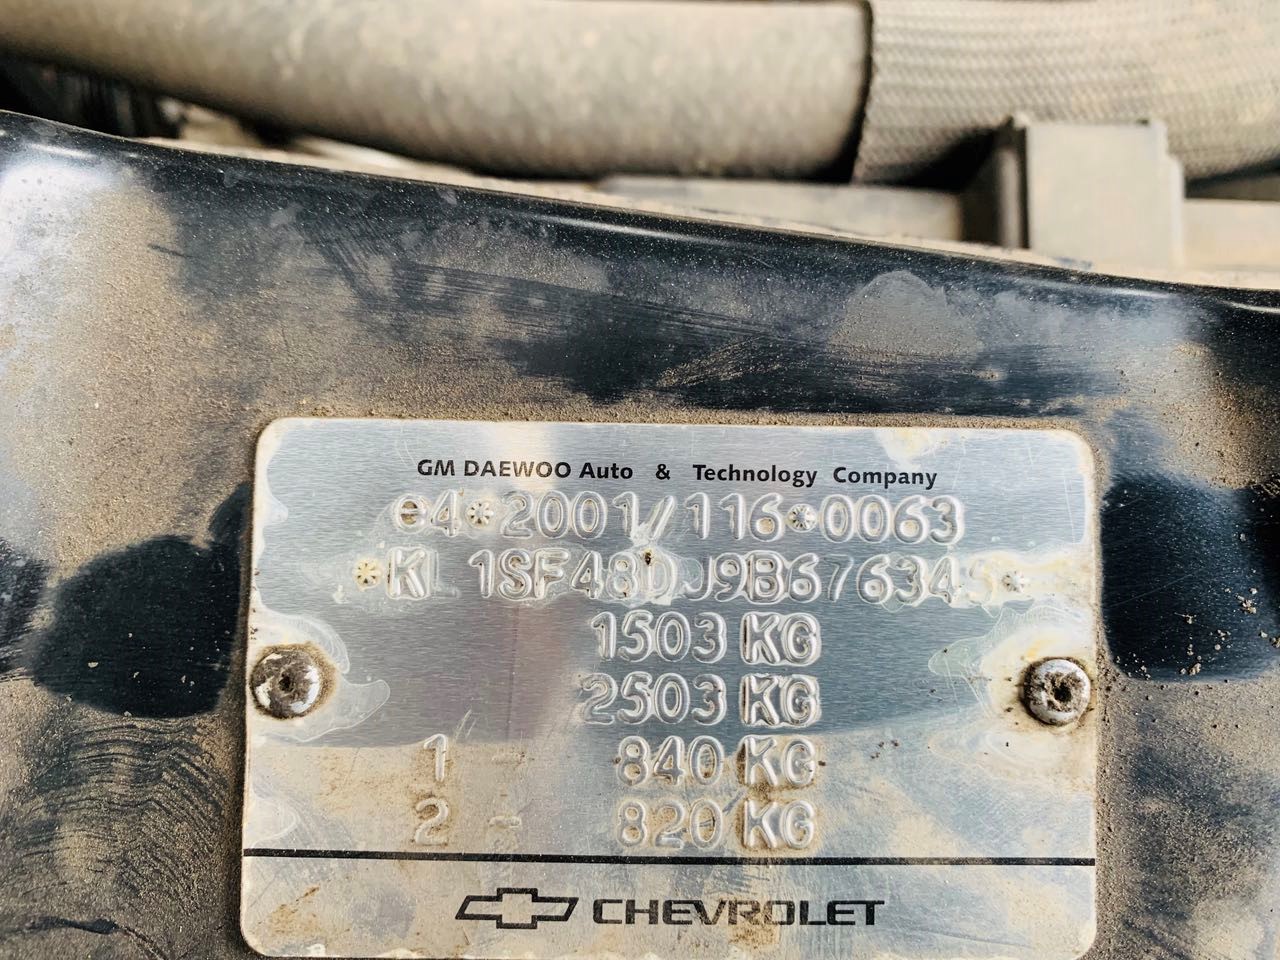 GM DAEWOO Auto & Technology Company
e4*2001/116*0063
*KL1SF48DJ9B676345*
1503 KG
2503 KG
1 - 840 KG
2 - 820 KG
CHEVROLET